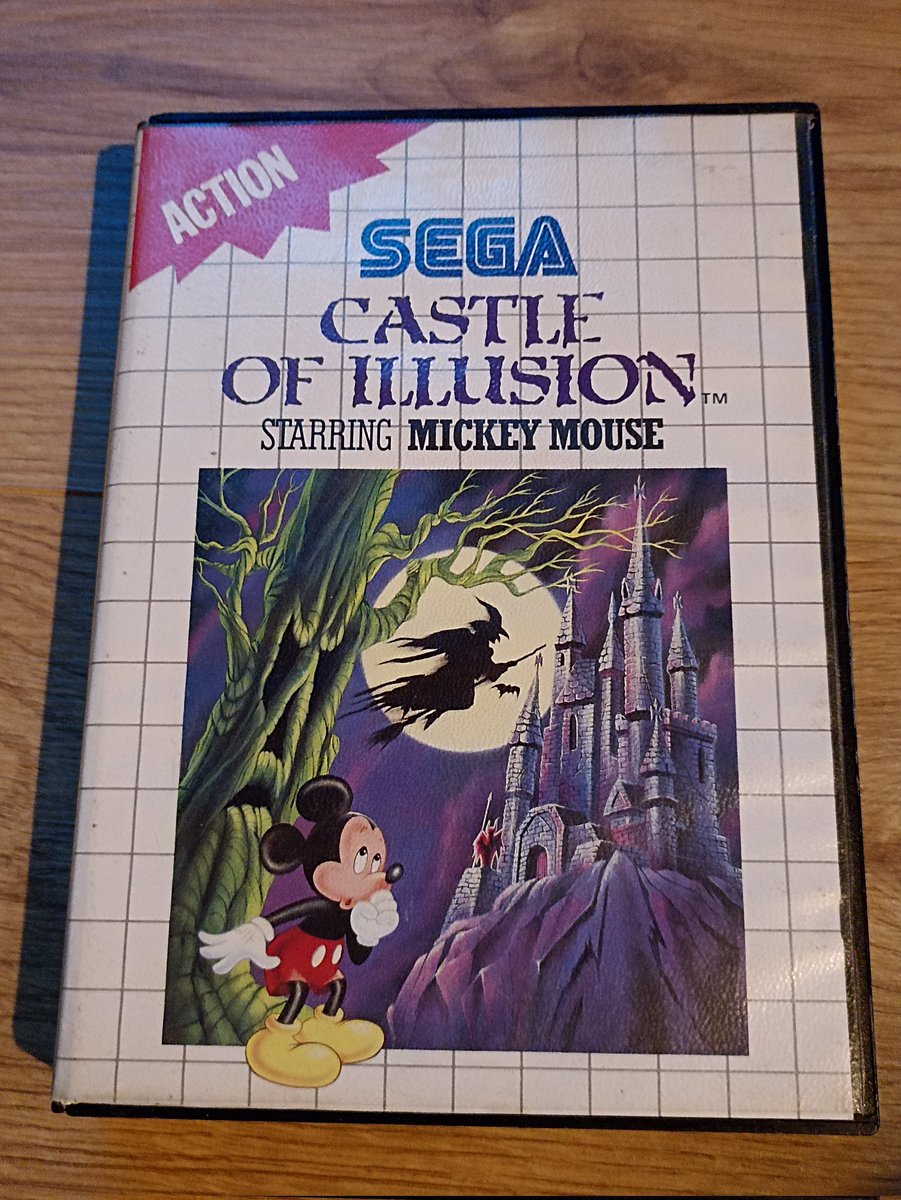 ACTION
SEGA
CASTLE
OF ILLUSION™
STARRING MICKEY MOUSE